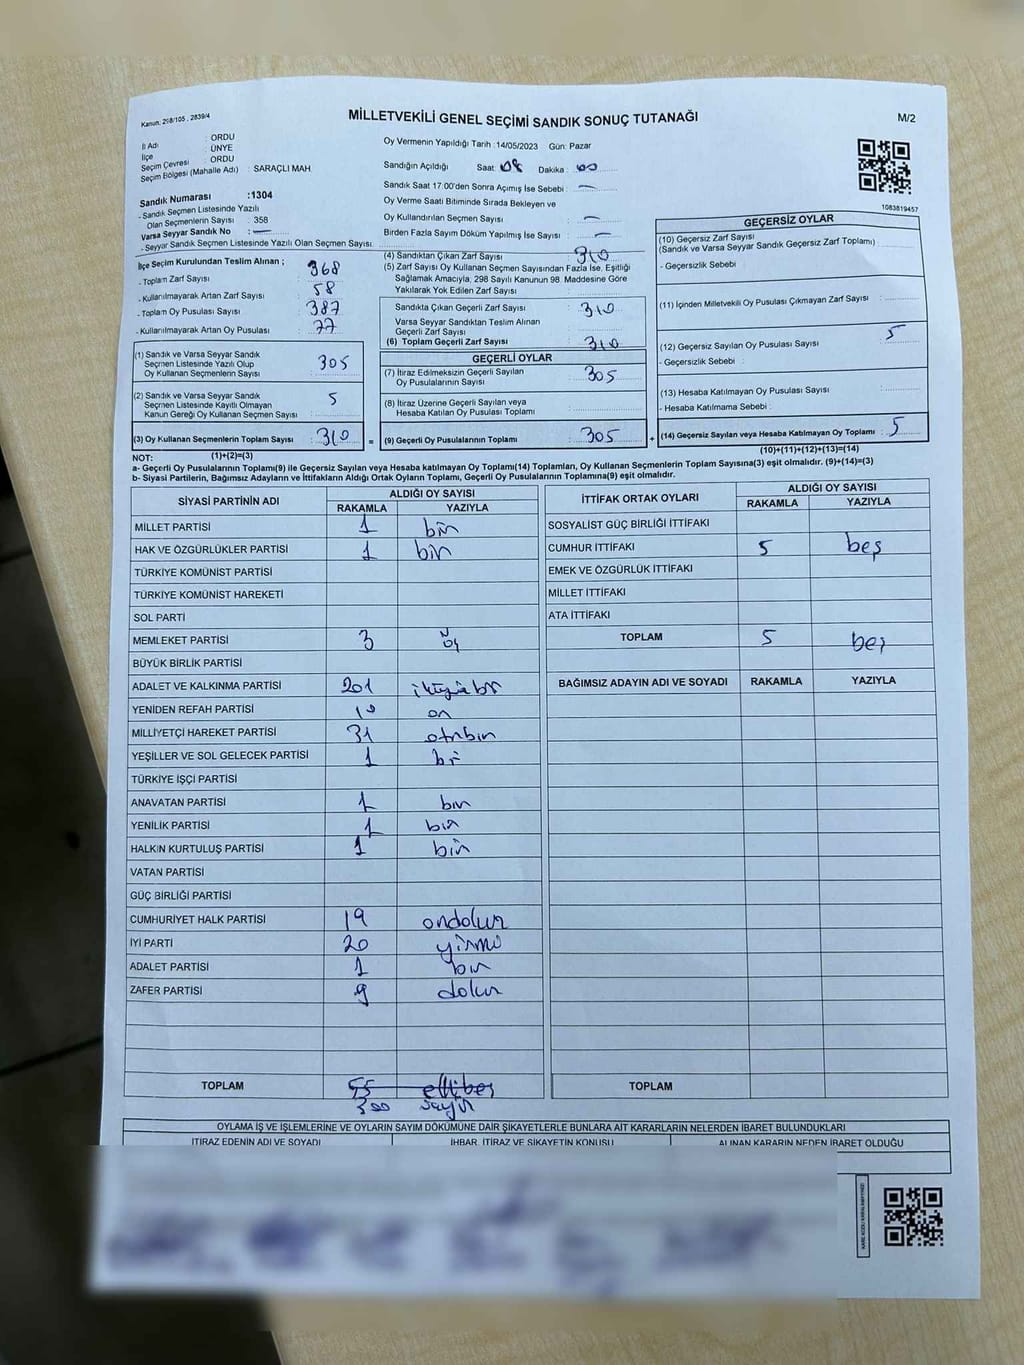 Kanun: 298/105 , 2839/4
MİLLETVEKİLİ GENEL SEÇİMİ SANDIK SONUÇ TUTANAĞI
M/2
İl Adı : ORDU
İlçe : ÜNYE
Seçim Çevresi : ORDU
Seçim Bölgesi (Mahalle Adı) : SARAÇLI MAH
Sandık Numarası :1304
- Sandık Seçmen Listesinde Yazılı
Olan Seçmenlerin Sayısı : 358
Varsa Seyyar Sandık No : —
- Seyyar Sandık Seçmen Listesinde Yazılı Olan Seçmen Sayısı:
Oy Vermenin Yapıldığı Tarih :14/05/2023 Gün: Pazar
Sandığın Açıldığı Saat: 08 Dakika : 00
Sandık Saat 17:00'den Sonra Açımış İse Sebebi : —
Oy Verme Saati Bitiminde Sırada Bekleyen ve
Oy Kullandırılan Seçmen Sayısı : —
Birden Fazla Sayım Döküm Yapılmış İse Sayısı : —
1083819457
İlçe Seçim Kurulundan Teslim Alınan ;
- Toplam Zarf Sayısı : 368
- Kullanılmayarak Artan Zarf Sayısı : 58
- Toplam Oy Pusulası Sayısı : 387
- Kullanılmayarak Artan Oy Pusulası : 77
(4) Sandıktan Çıkan Zarf Sayısı : 310
(5) Zarf Sayısı Oy Kullanan Seçmen Sayısından Fazla İse, Eşitliği
Sağlamak Amacıyla, 298 Sayılı Kanunun 98. Maddesine Göre
Yakılarak Yok Edilen Zarf Sayısı :
Sandıkta Çıkan Geçerli Zarf Sayısı : 310
Varsa Seyyar Sandıktan Teslim Alınan
Geçerli Zarf Sayısı :
(6) Toplam Geçerli Zarf Sayısı : 310
GEÇERSİZ OYLAR
(10) Geçersiz Zarf Sayısı
(Sandık ve Varsa Seyyar Sandık Geçersiz Zarf Toplamı) :
- Geçersizlik Sebebi :
(11) İçinden Milletvekili Oy Pusulası Çıkmayan Zarf Sayısı :
(12) Geçersiz Sayılan Oy Pusulası Sayısı : 5
- Geçersizlik Sebebi :
(13) Hesaba Katılmayan Oy Pusulası Sayısı :
- Hesaba Katılmama Sebebi :
(14) Geçersiz Sayılan veya Hesaba Katılmayan Oy Toplamı : 5
(10)+(11)+(12)+(13)=(14)
(1) Sandık ve Varsa Seyyar Sandık
Seçmen Listesinde Yazılı Olup
Oy Kullanan Seçmenlerin Sayısı : 305
(2) Sandık ve Varsa Seyyar Sandık
Seçmen Listesinde Kayıtlı Olmayan
Kanun Gereği Oy Kullanan Seçmen Sayısı : 5
(3) Oy Kullanan Seçmenlerin Toplam Sayısı : 310 =
(1)+(2)=(3)
GEÇERLİ OYLAR
(7) İtiraz Edilmeksizin Geçerli Sayılan
Oy Pusulalarının Sayısı : 305
(8) İtiraz Üzerine Geçerli Sayılan veya
Hesaba Katılan Oy Pusulası Toplamı :
(9) Geçerli Oy Pusulalarının Toplamı : 305 +
NOT:
a- Geçerli Oy Pusulalarının Toplamı(9) ile Geçersiz Sayılan veya Hesaba katılmayan Oy Toplamı(14) Toplamları, Oy Kullanan Seçmenlerin Toplam Sayısına(3) eşit olmalıdır. (9)+(14)=(3)
b- Siyasi Partilerin, Bağımsız Adayların ve İttifakların Aldığı Ortak Oyların Toplamı, Geçerli Oy Pusulalarının Toplamına(9) eşit olmalıdır.
SİYASİ PARTİNİN ADI ALDIĞI OY SAYISI
RAKAMLA YAZIYLA
MİLLET PARTİSİ 1 bir
HAK VE ÖZGÜRLÜKLER PARTİSİ 1 bir
TÜRKİYE KOMÜNİST PARTİSİ
TÜRKİYE KOMÜNİST HAREKETİ
SOL PARTİ
MEMLEKET PARTİSİ 3 üç
BÜYÜK BİRLİK PARTİSİ
ADALET VE KALKINMA PARTİSİ 201 ikiyüzbir
YENİDEN REFAH PARTİSİ 10 on
MİLLİYETÇİ HAREKET PARTİSİ 31 otuzbir
YEŞİLLER VE SOL GELECEK PARTİSİ 1 bir
TÜRKİYE İŞÇİ PARTİSİ
ANAVATAN PARTİSİ 1 bir
YENİLİK PARTİSİ 1 bir
HALKIN KURTULUŞ PARTİSİ 1 bir
VATAN PARTİSİ
GÜÇ BİRLİĞİ PARTİSİ
CUMHURİYET HALK PARTİSİ 19 ondokuz
İYİ PARTİ 20 yirmi
ADALET PARTİSİ 1 bir
ZAFER PARTİSİ 9 dokuz
TOPLAM 55 ellibeş
300 üçyüz
İTTİFAK ORTAK OYLARI ALDIĞI OY SAYISI
RAKAMLA YAZIYLA
SOSYALİST GÜÇ BİRLİĞİ İTTİFAKI
CUMHUR İTTİFAKI 5 beş
EMEK VE ÖZGÜRLÜK İTTİFAKI
MİLLET İTTİFAKI
ATA İTTİFAKI
TOPLAM 5 beş
BAĞIMSIZ ADAYIN ADI VE SOYADI RAKAMLA YAZIYLA
TOPLAM
OYLAMA İŞ VE İŞLEMLERİNE VE OYLARIN SAYIM DÖKÜMÜNE DAİR ŞİKAYETLERLE BUNLARA AİT KARARLARIN NELERDEN İBARET BULUNDUKLARI
İTİRAZ EDENİN ADI VE SOYADI İHBAR, İTİRAZ VE ŞİKAYETİN KONUSU ALINAN KARARIN NEDEN İBARET OLDUĞU